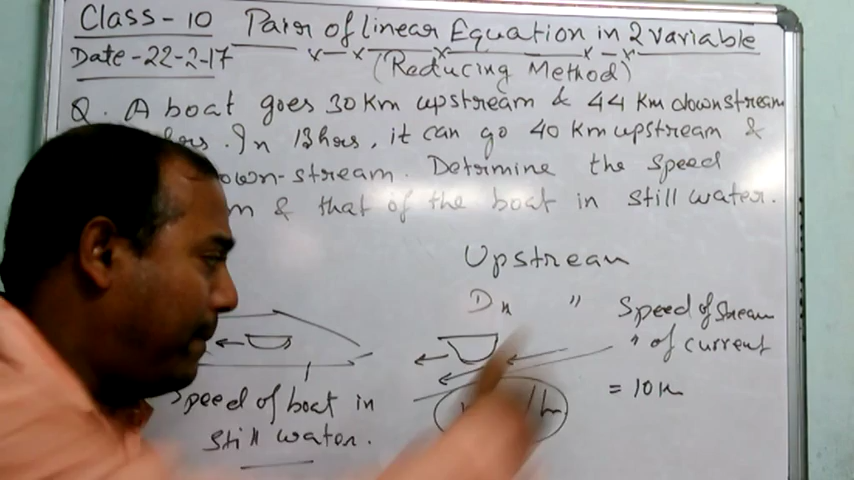 Class-10 Pair of linear Equation in 2 variable
Date-22-2-17 (Reducing Method)
Q. A boat goes 30 km upstream & 44 km downstream
hrs. In 13 hrs, it can go 40 km upstream &
down-stream. Determine the speed
m & that of the boat in still water.
Upstream
Dn " Speed of Stream
" of current
= 10 km
Speed of boat in
still water.